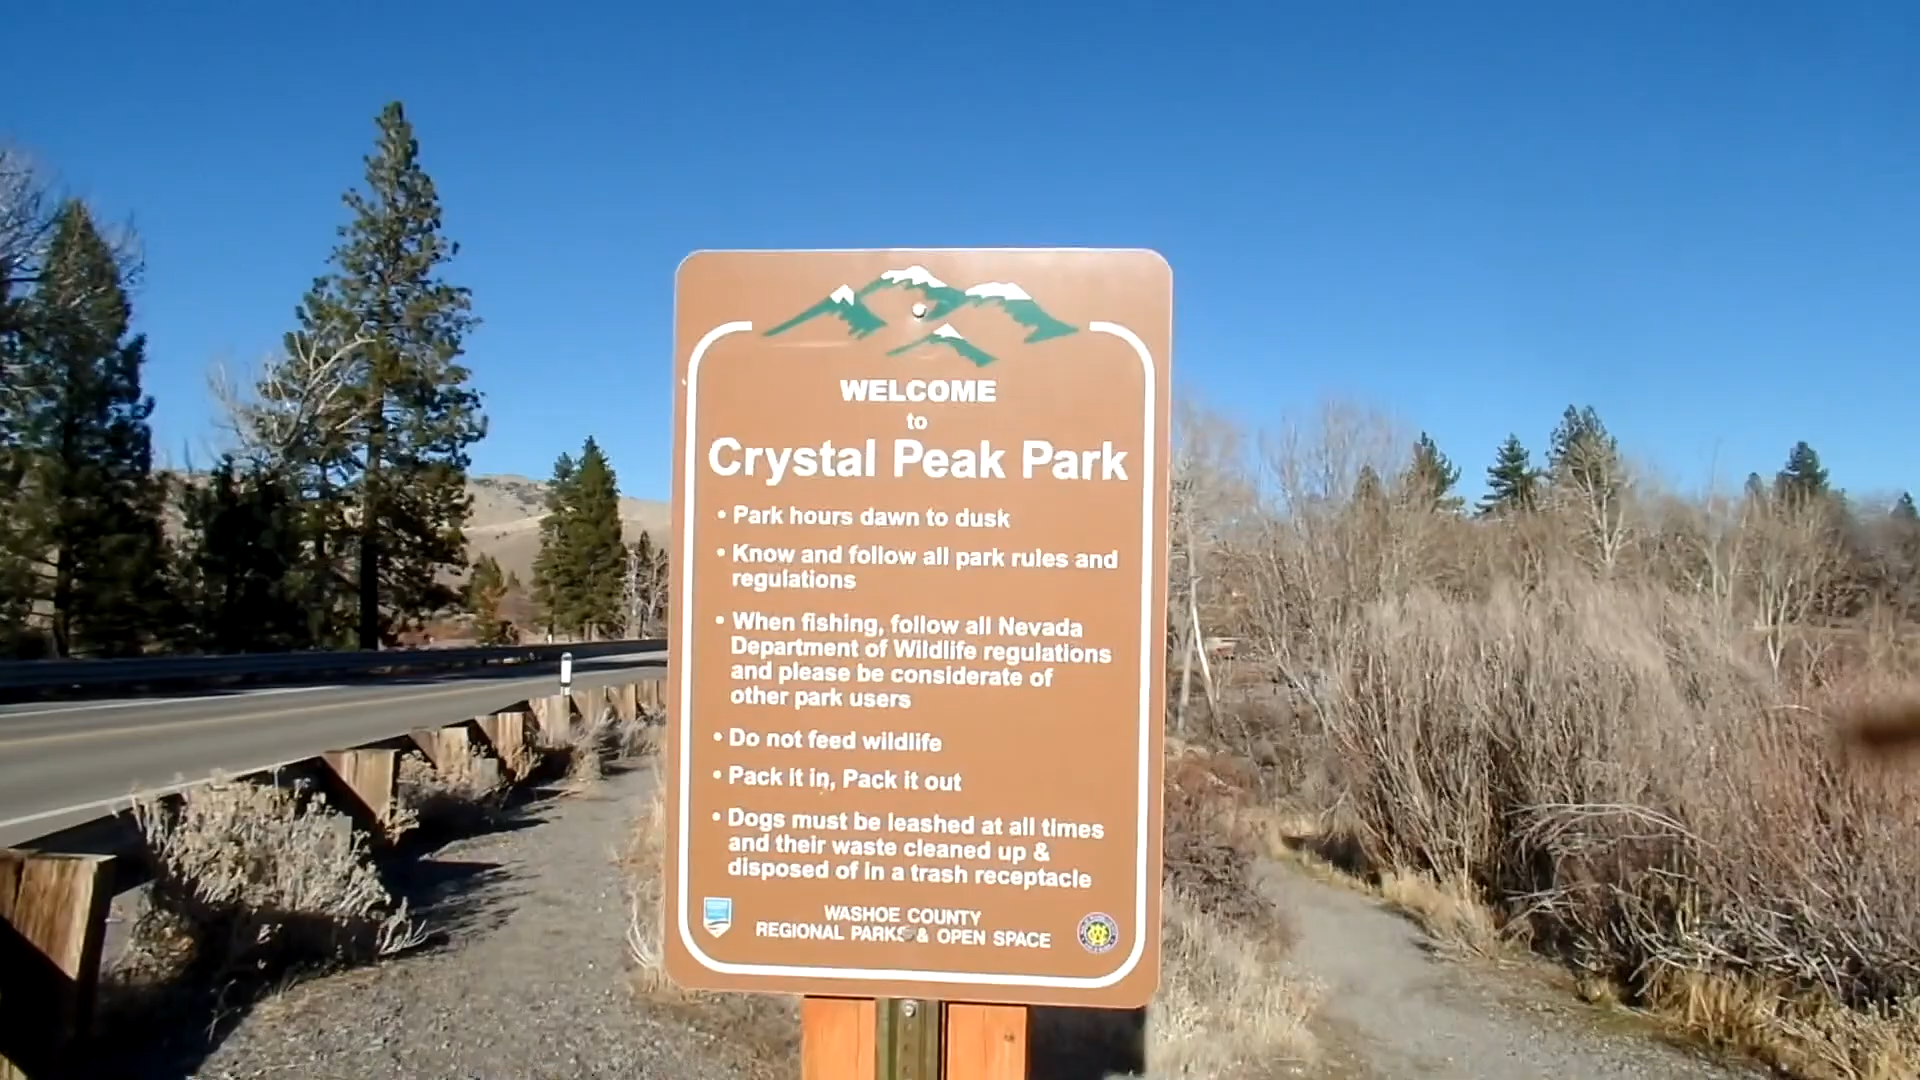 WELCOME
to
Crystal Peak Park
• Park hours dawn to dusk
• Know and follow all park rules and
regulations
• When fishing, follow all Nevada
Department of Wildlife regulations
and please be considerate of
other park users
• Do not feed wildlife
• Pack it in, Pack it out
• Dogs must be leashed at all times
and their waste cleaned up &
disposed of in a trash receptacle
WASHOE COUNTY
REGIONAL PARKS & OPEN SPACE